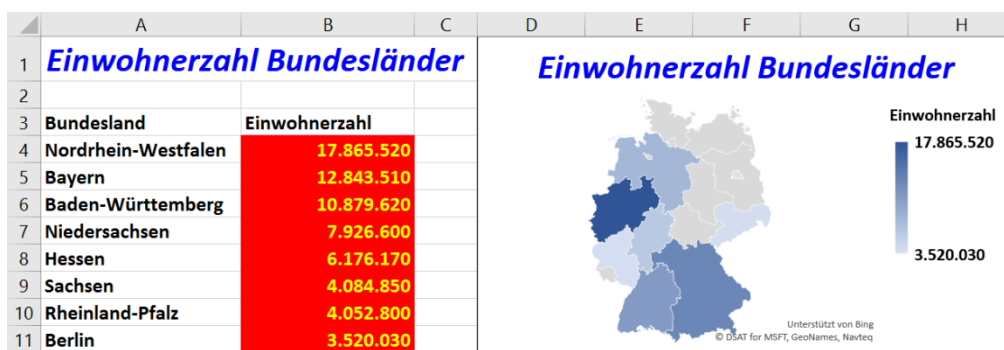 A B C D E F G H
1 Einwohnerzahl Bundesländer
2
3 Bundesland Einwohnerzahl
4 Nordrhein-Westfalen 17.865.520
5 Bayern 12.843.510
6 Baden-Württemberg 10.879.620
7 Niedersachsen 7.926.600
8 Hessen 6.176.170
9 Sachsen 4.084.850
10 Rheinland-Pfalz 4.052.800
11 Berlin 3.520.030
Einwohnerzahl Bundesländer
Einwohnerzahl
17.865.520
3.520.030
Unterstützt von Bing
© DSAT for MSFT, GeoNames, Navteq